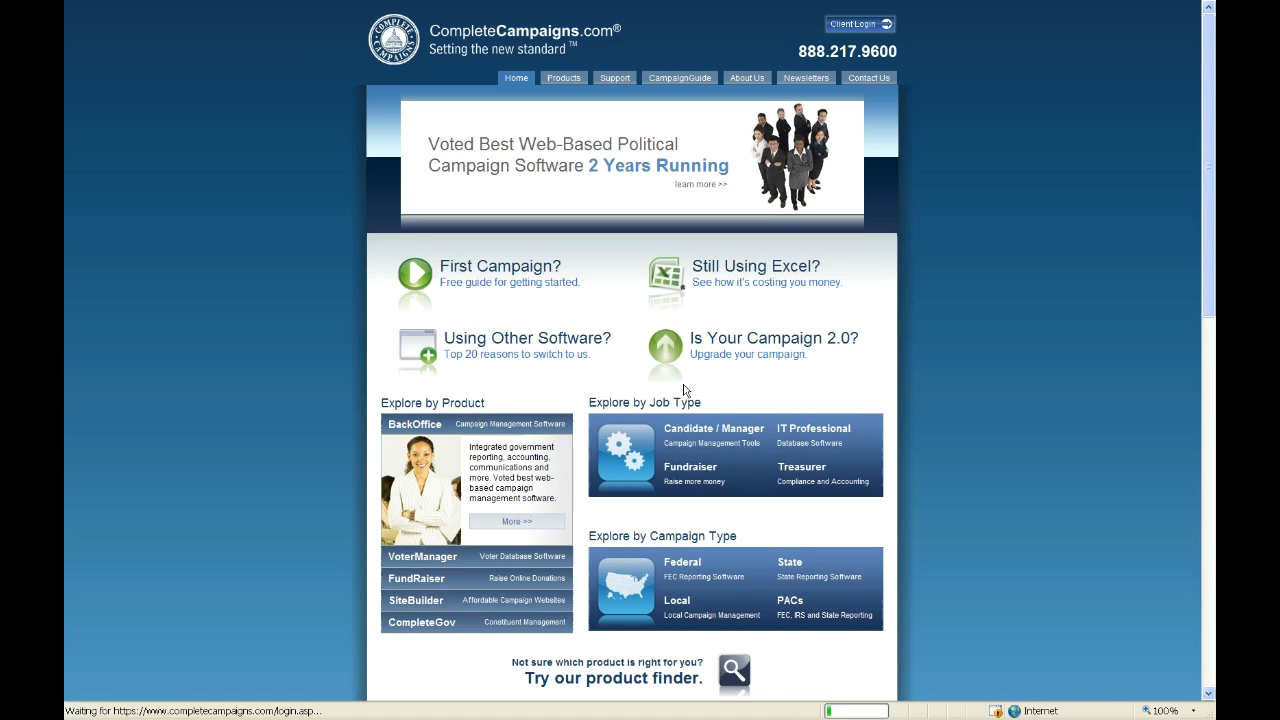 CompleteCampaigns.com®
Setting the new standard ™
Client Login
888.217.9600
Home Products Support CampaignGuide About Us Newsletters Contact Us
Voted Best Web-Based Political
Campaign Software 2 Years Running
learn more >>
First Campaign?
Free guide for getting started.
Still Using Excel?
See how it's costing you money.
Using Other Software?
Top 20 reasons to switch to us.
Is Your Campaign 2.0?
Upgrade your campaign.
Explore by Product
BackOffice Campaign Management Software
Integrated government
reporting, accounting,
communications and
more. Voted best web-
based campaign
management software.
More >>
VoterManager Voter Database Software
FundRaiser Raise Online Donations
SiteBuilder Affordable Campaign Websites
CompleteGov Constituent Management
Explore by Job Type
Candidate / Manager
Campaign Management Tools
IT Professional
Database Software
Fundraiser
Raise more money
Treasurer
Compliance and Accounting
Explore by Campaign Type
Federal
FEC Reporting Software
State
State Reporting Software
Local
Local Campaign Management
PACs
FEC, IRS and State Reporting
Not sure which product is right for you?
Try our product finder.
Waiting for https://www.completecampaigns.com/login.asp...
Internet
100%